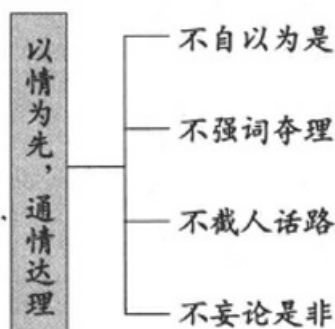 以情为先，通情达理
不自以为是
不强词夺理
不截人话路
不妄论是非